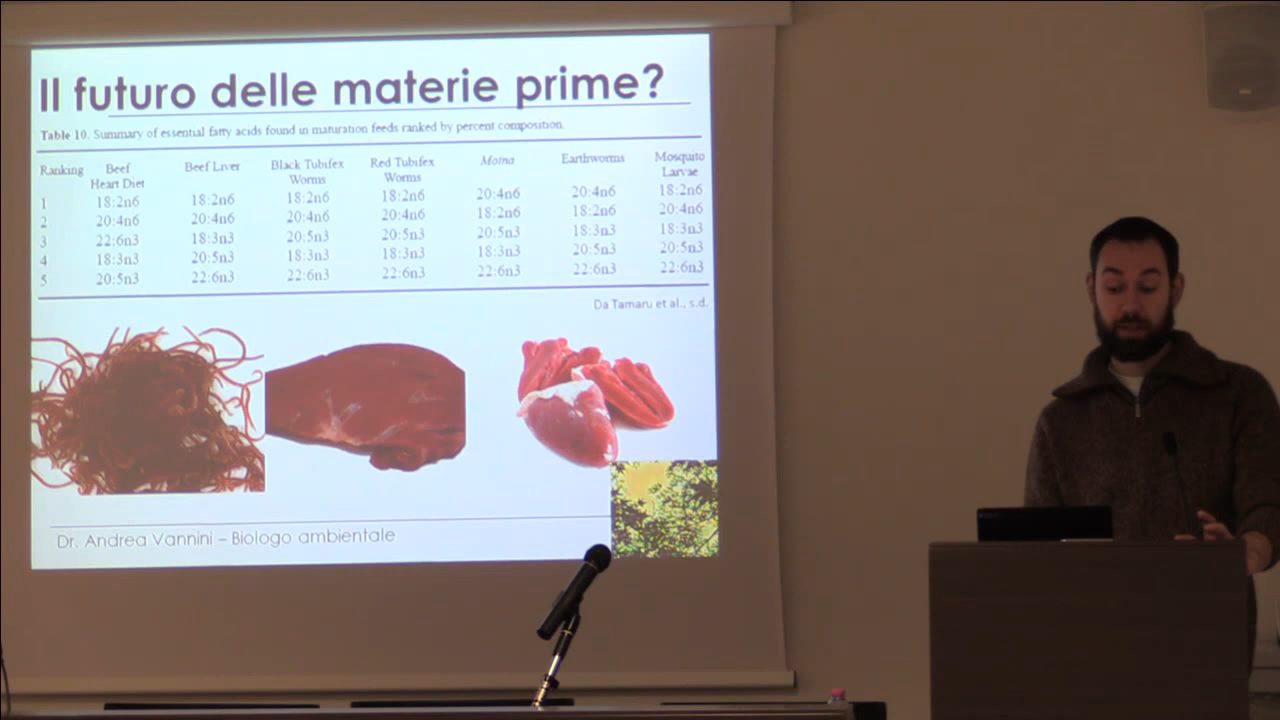 Il futuro delle materie prime?
Table 10. Summary of essential fatty acids found in maturation feeds ranked by percent composition.
Ranking Beef Heart Diet Beef Liver Black Tubifex Worms Red Tubifex Worms Moina Earthworms Mosquito Larvae
1 18:2n6 18:2n6 18:2n6 18:2n6 20:4n6 20:4n6 18:2n6
2 20:4n6 20:4n6 20:4n6 20:4n6 18:2n6 18:2n6 20:4n6
3 22:6n3 18:3n3 20:5n3 20:5n3 20:5n3 18:3n3 18:3n3
4 18:3n3 20:5n3 18:3n3 18:3n3 18:3n3 20:5n3 20:5n3
5 20:5n3 22:6n3 22:6n3 22:6n3 22:6n3 22:6n3 22:6n3
Da Tamaru et al., s.d.
Dr. Andrea Vannini – Biologo ambientale